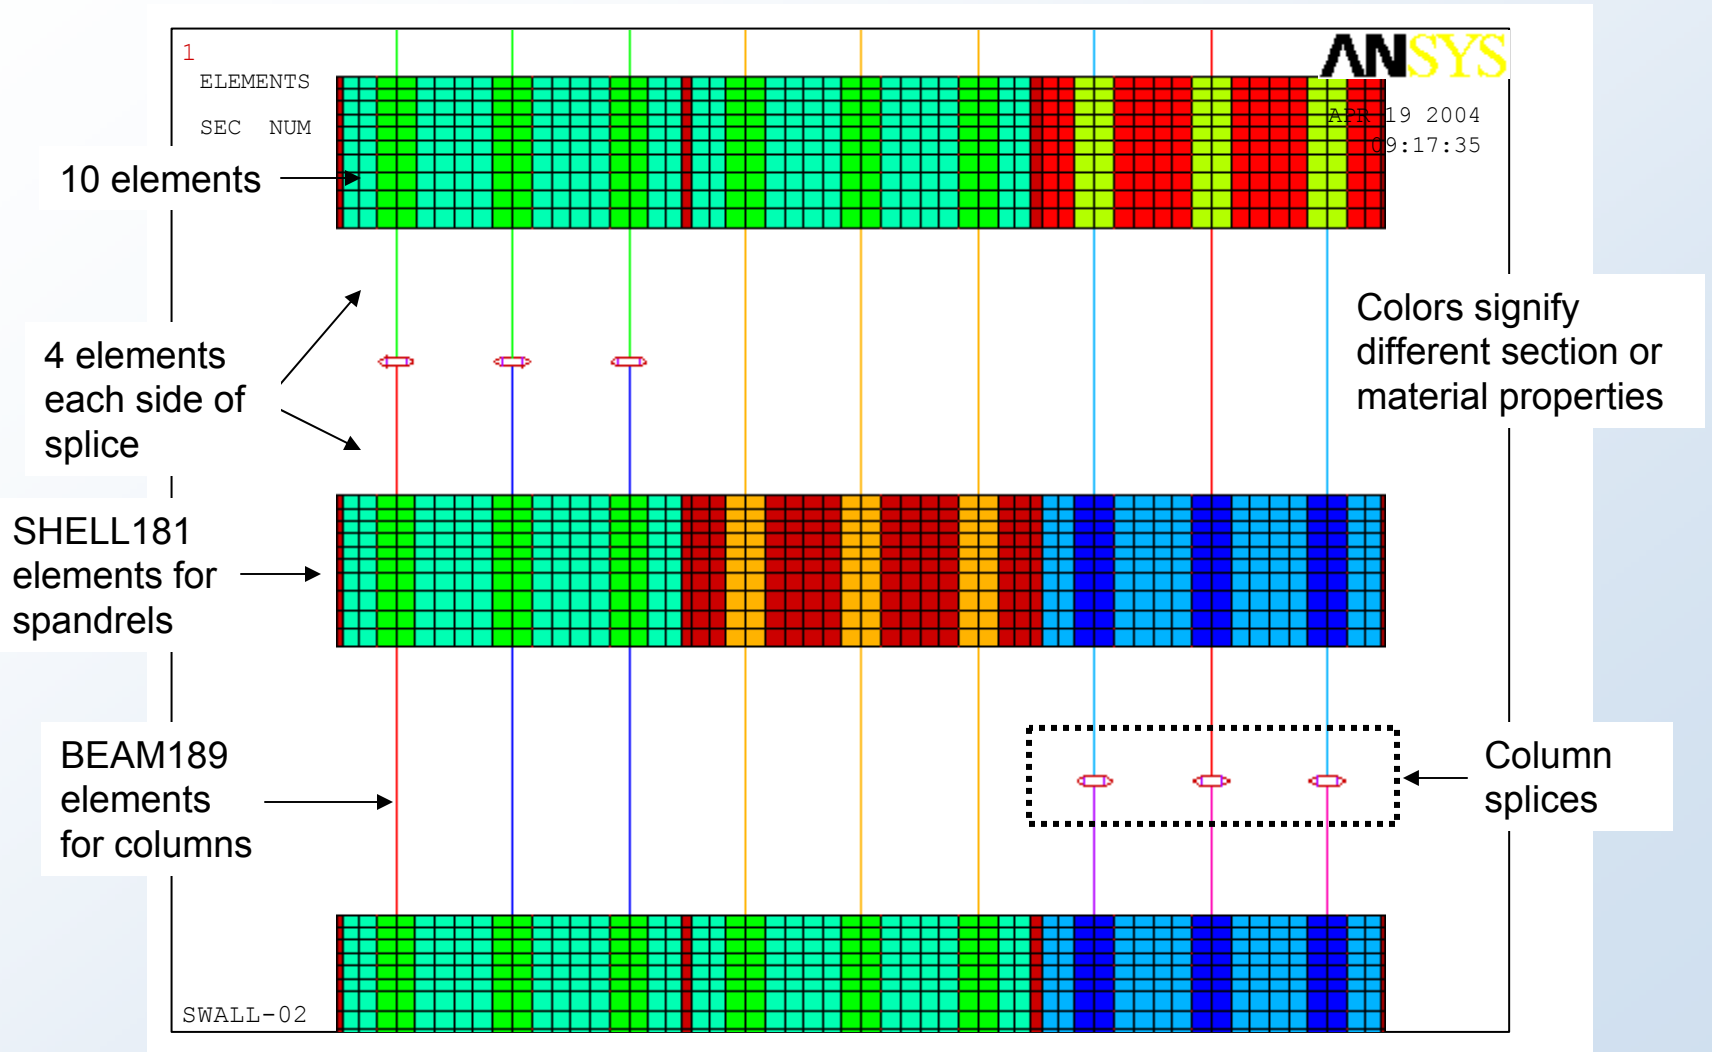 1
ANSYS
ELEMENTS
SEC NUM
APR 19 2004
09:17:35
10 elements
Colors signify
different section or
material properties
4 elements
each side of
splice
SHELL181
elements for
spandrels
BEAM189
elements
for columns
Column
splices
SWALL-02